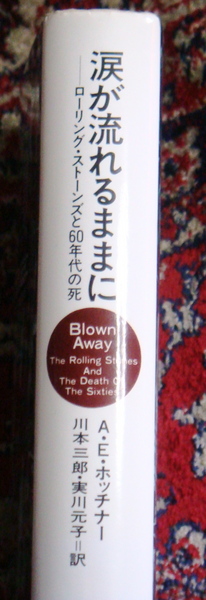 涙が流れるままに
──ローリング・ストーンズと60年代の死
Blown
Away
The Rolling Stones
And
The Death Of
The Sixties
A・E・ホッチナー
川本三郎・実川元子＝訳